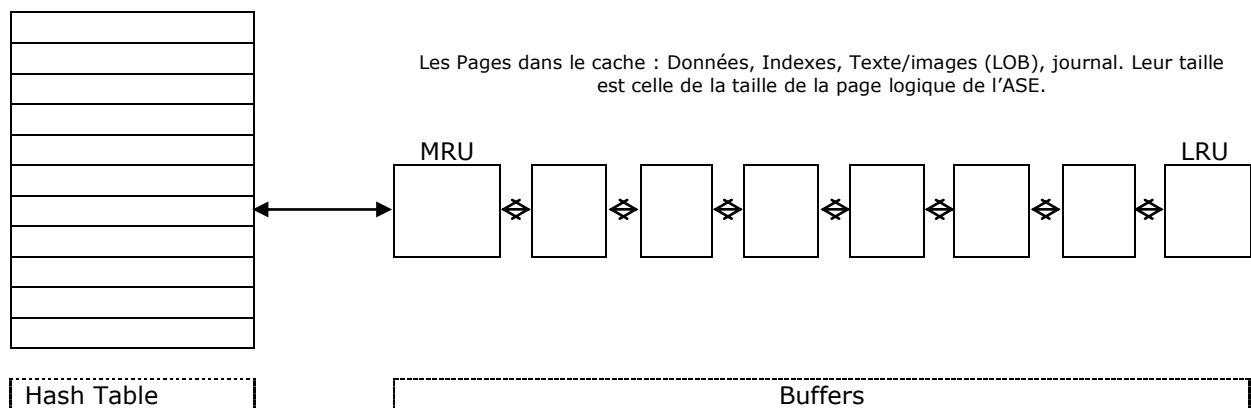 Les Pages dans le cache : Données, Indexes, Texte/images (LOB), journal. Leur taille
est celle de la taille de la page logique de l'ASE.
MRU
LRU
Hash Table
Buffers